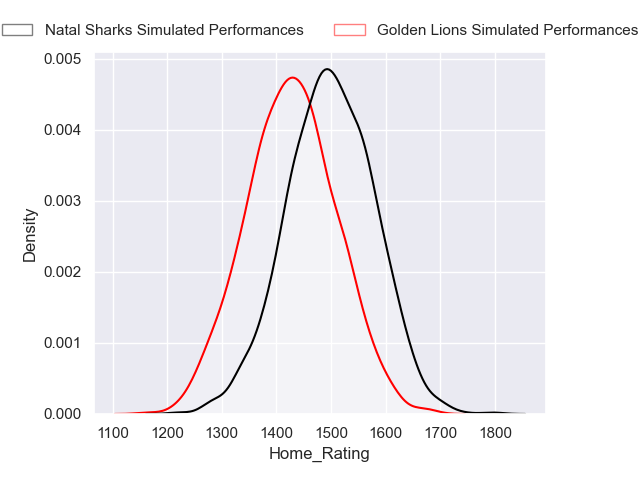 Natal Sharks Simulated Performances Golden Lions Simulated Performances
0.005
0.004
0.003
0.002
0.001
0.000
Density
1100 1200 1300 1400 1500 1600 1700 1800
Home_Rating